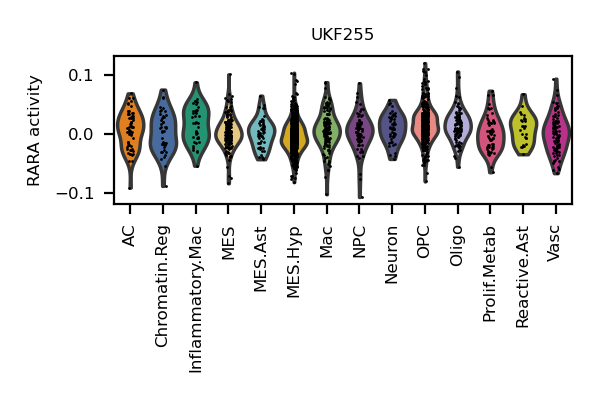 UKF255
RARA activity
0.1
0.0
−0.1
AC
Chromatin.Reg
Inflammatory.Mac
MES
MES.Ast
MES.Hyp
Mac
NPC
Neuron
OPC
Oligo
Prolif.Metab
Reactive.Ast
Vasc